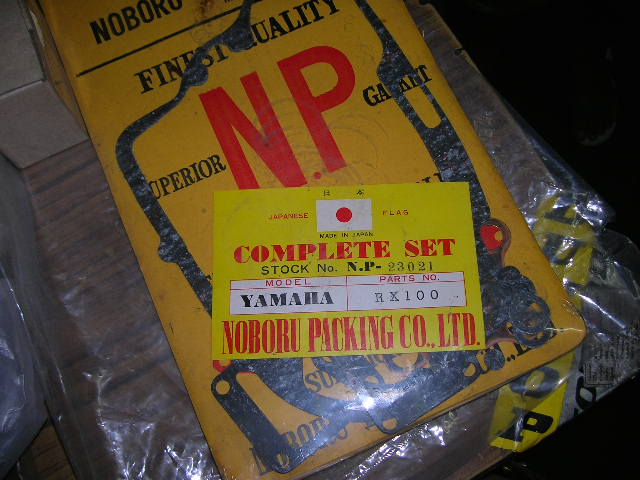 NOBORU
FINEST QUALITY
N.P
GASKET
SUPERIOR
日本
JAPANESE FLAG
MADE IN JAPAN
COMPLETE SET
STOCK No. N.P- 23021
MODEL PARTS NO.
YAMAHA RX100
NOBORU PACKING CO., LTD.
NOBORU